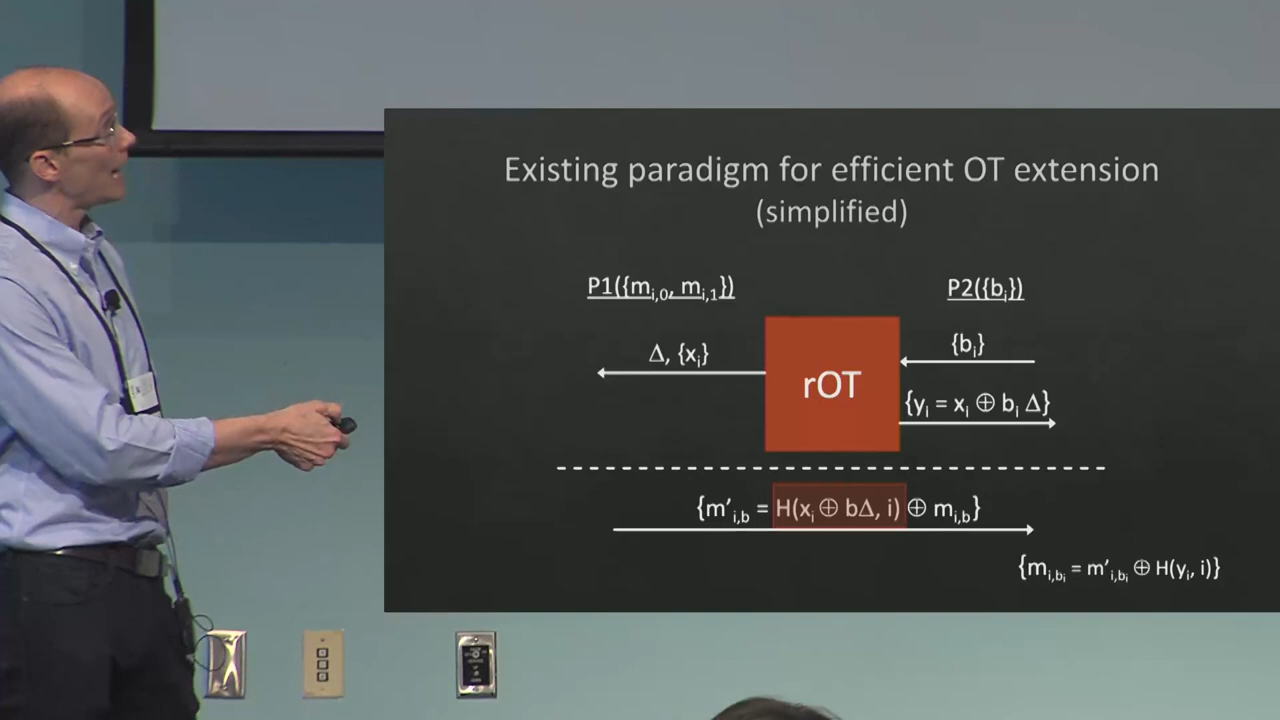 Existing paradigm for efficient OT extension
(simplified)
P1({m_{i,0}, m_{i,1}}) P2({b_i})
Δ, {x_i} rOT {b_i}
{y_i = x_i ⊕ b_i Δ}
{m'_{i,b} = H(x_i ⊕ bΔ, i) ⊕ m_{i,b}}
{m_{i,b_i} = m'_{i,b_i} ⊕ H(y_i, i)}